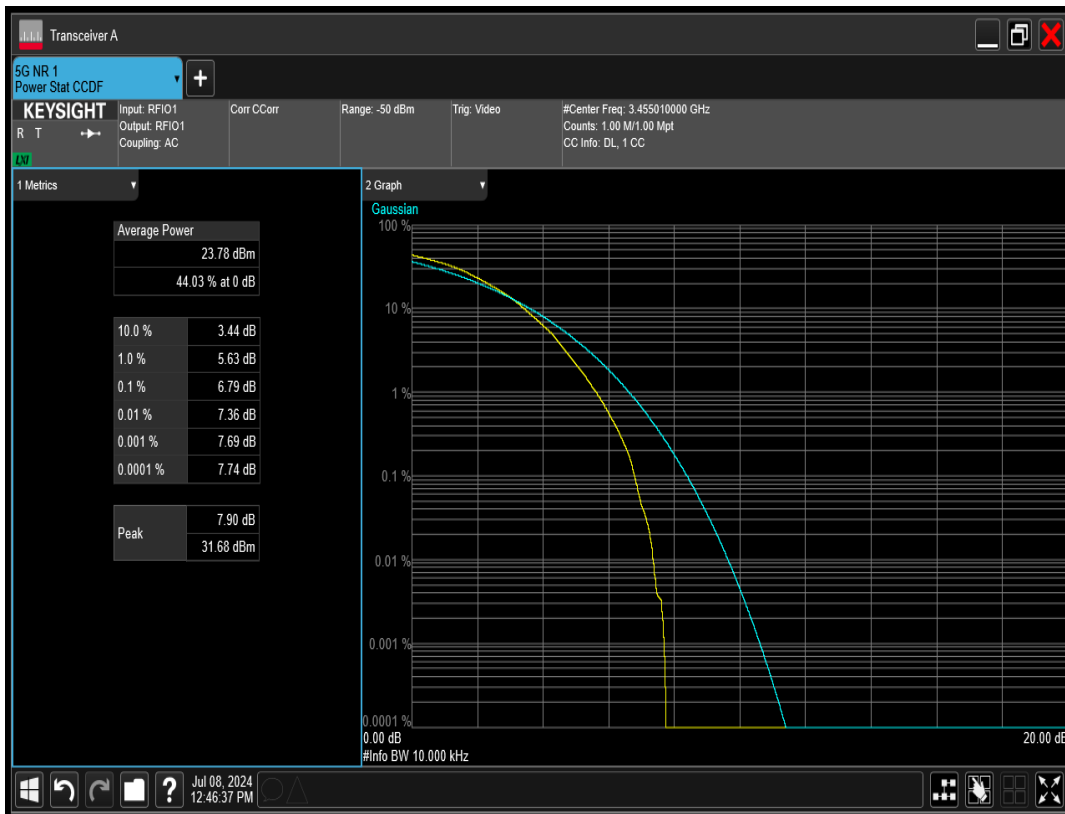 Transceiver A
5G NR 1
Power Stat CCDF
+
KEYSIGHT
R T
LXI
Input: RFIO1
Output: RFIO1
Coupling: AC
Corr CCorr
Range: -50 dBm
Trig: Video
#Center Freq: 3.455010000 GHz
Counts: 1.00 M/1.00 Mpt
CC Info: DL, 1 CC
1 Metrics
Average Power
23.78 dBm
44.03 % at 0 dB
10.0 % 3.44 dB
1.0 % 5.63 dB
0.1 % 6.79 dB
0.01 % 7.36 dB
0.001 % 7.69 dB
0.0001 % 7.74 dB
Peak
7.90 dB
31.68 dBm
2 Graph
Gaussian
100 %
10 %
1 %
0.1 %
0.01 %
0.001 %
0.0001 %
0.00 dB
20.00 dB
#Info BW 10.000 kHz
?
Jul 08, 2024
12:46:37 PM